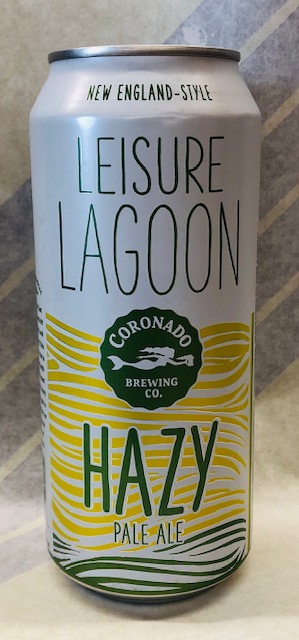 NEW ENGLAND-STYLE
LEISURE
LAGOON
CORONADO
BREWING
CO.
HAZY
PALE ALE